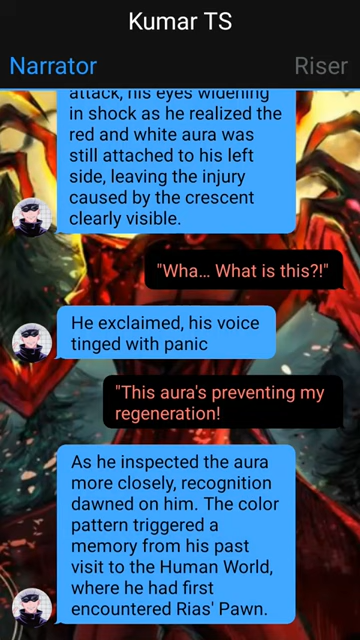 Kumar TS
Narrator
Riser
attack, his eyes widening
in shock as he realized the
red and white aura was
still attached to his left
side, leaving the injury
caused by the crescent
clearly visible.
"Wha... What is this?!"
He exclaimed, his voice
tinged with panic
"This aura's preventing my
regeneration!
As he inspected the aura
more closely, recognition
dawned on him. The color
pattern triggered a
memory from his past
visit to the Human World,
where he had first
encountered Rias' Pawn.